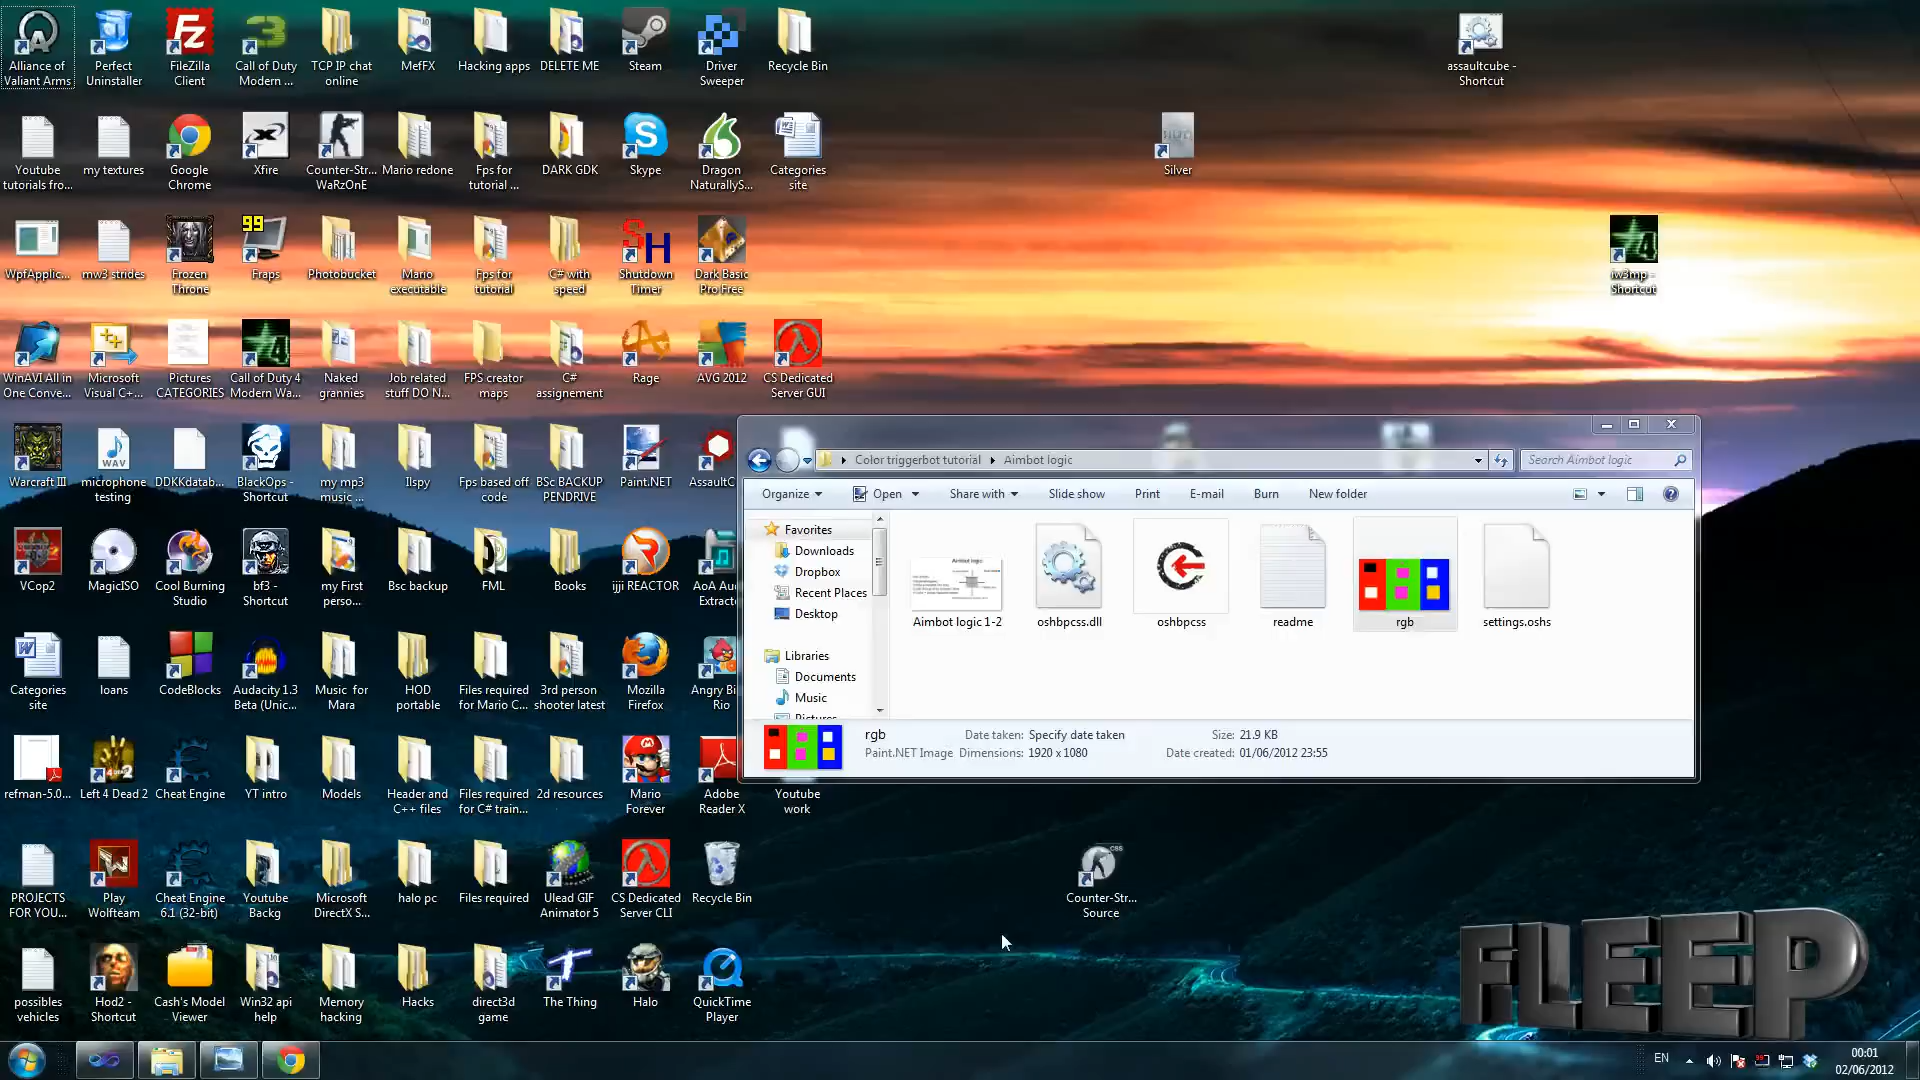 Alliance of
Valiant Arms
Perfect
Uninstaller
FileZilla
Client
Call of Duty
Modern ...
TCP IP chat
online
MefFX
Hacking apps
DELETE ME
Steam
Driver
Sweeper
Recycle Bin
assaultcube -
Shortcut
Youtube
tutorials fro...
my textures
Google
Chrome
Xfire
Counter-Str...
WaRzOnE
Mario redone
Fps for
tutorial ...
DARK GDK
Skype
Dragon
NaturallyS...
Categories
site
Silver
WpfApplic...
mw3 strides
Frozen
Throne
99
Fraps
Photobucket
Mario
executable
Fps for
tutorial
C# with
speed
Shutdown
Timer
Dark Basic
Pro Free
iw3mp -
Shortcut
WinAVI All in
One Conve...
Microsoft
Visual C+...
Pictures
CATEGORIES
Call of Duty 4
Modern Wa...
Naked
grannies
Job related
stuff DO N...
FPS creator
maps
C#
assignement
Rage
AVG 2012
CS Dedicated
Server GUI
Warcraft III
WAV
microphone
testing
DDKKdatab...
BlackOps -
Shortcut
my mp3
music ...
Ilspy
Fps based off
code
BSc BACKUP
PENDRIVE
Paint.NET
AssaultC
VCop2
MagicISO
Cool Burning
Studio
bf3 -
Shortcut
my First
perso...
Bsc backup
FML
Books
ijji REACTOR
AoA Au
Extract
Categories
site
loans
CodeBlocks
Audacity 1.3
Beta (Unic...
Music for
Mara
HOD
portable
Files required
for Mario C...
3rd person
shooter latest
Mozilla
Firefox
Angry Bi
Rio
refman-5.0...
Left 4 Dead 2
Cheat Engine
YT intro
Models
Header and
C++ files
Files required
for C# train...
2d resources
Mario
Forever
Adobe
Reader X
Youtube
work
PROJECTS
FOR YOU...
Play
Wolfteam
Cheat Engine
6.1 (32-bit)
Youtube
Backg
Microsoft
DirectX S...
halo pc
Files required
Ulead GIF
Animator 5
CS Dedicated
Server CLI
Recycle Bin
CSS
Counter-Str...
Source
possibles
vehicles
Hod2 -
Shortcut
Cash's Model
Viewer
Win32 api
help
Memory
hacking
Hacks
direct3d
game
The Thing
Halo
QuickTime
Player
Color triggerbot tutorial
Aimbot logic
Search Aimbot logic
Organize
Open
Share with
Slide show
Print
E-mail
Burn
New folder
Favorites
Downloads
Dropbox
Recent Places
Desktop
Libraries
Documents
Music
Pictures
Aimbot logic
Aimbot logic 1-2
oshbpcss.dll
oshbpcss
readme
rgb
settings.oshs
rgb
Date taken: Specify date taken
Size: 21.9 KB
Paint.NET Image
Dimensions: 1920 x 1080
Date created: 01/06/2012 23:55
FLEEP
EN
00:01
02/06/2012